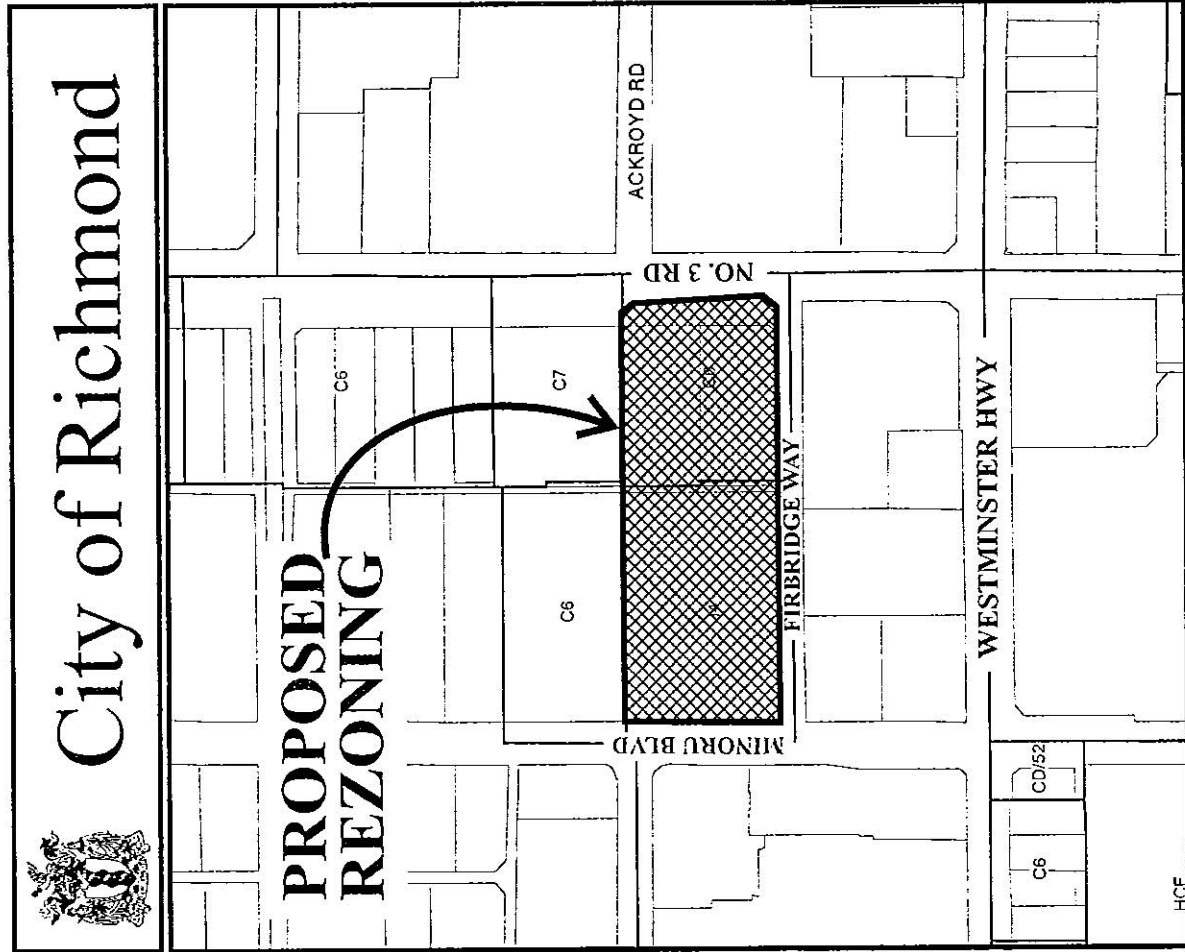 City of Richmond
PROPOSED
REZONING
C6
C7
C6
ACKROYD RD
NO. 3 RD
MINORU BLVD
FIRBRIDGE WAY
WESTMINSTER HWY
CD/52
C6